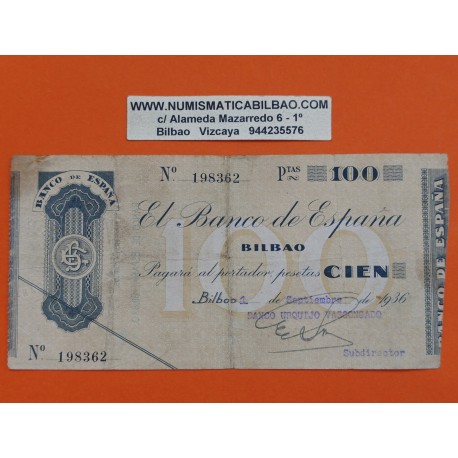 WWW.NUMISMATICABILBAO.COM
c/ Alameda Mazarredo 6 - 1º
Bilbao Vizcaya 944235576
Nº 198362 PTAS 100
BANCO DE ESPAÑA
El Banco de España
BILBAO
100
Pagará al portador, pesetas CIEN
Bilbao 1 de Septiembre de 1936
BANCO URQUIJO VASCONGADO
Subdirector
Nº 198362
BANCO DE ESPAÑA